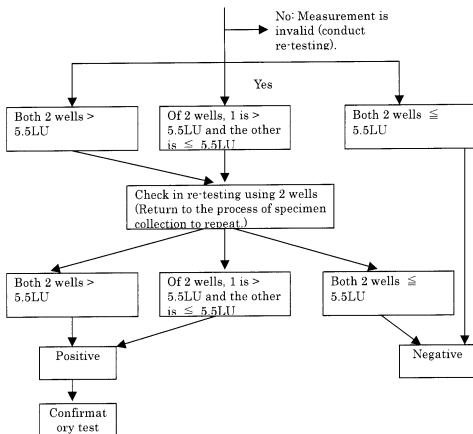 No: Measurement is
invalid (conduct
re-testing).
Yes
Both 2 wells >
5.5LU
Of 2 wells, 1 is >
5.5LU and the other
is ≦ 5.5LU
Both 2 wells ≦
5.5LU
Check in re-testing using 2 wells
(Return to the process of specimen
collection to repeat.)
Both 2 wells >
5.5LU
Of 2 wells, 1 is >
5.5LU and the other
is ≦ 5.5LU
Both 2 wells ≦
5.5LU
Positive
Negative
Confirmat
ory test